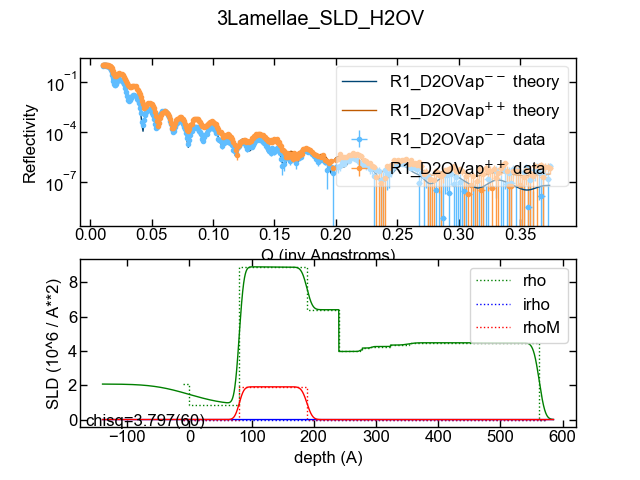 3Lamellae_SLD_H2OV
10⁻¹
10⁻⁴
10⁻⁷
Reflectivity
R1_D2OVap⁻⁻ theory
R1_D2OVap⁺⁺ theory
R1_D2OVap⁻⁻ data
R1_D2OVap⁺⁺ data
0.00 0.05 0.10 0.15 0.20 0.25 0.30 0.35
Q (inv Angstroms)
8
6
4
2
0
SLD (10^6 / A**2)
rho
irho
rhoM
chisq=3.797(60)
−100 0 100 200 300 400 500 600
depth (A)